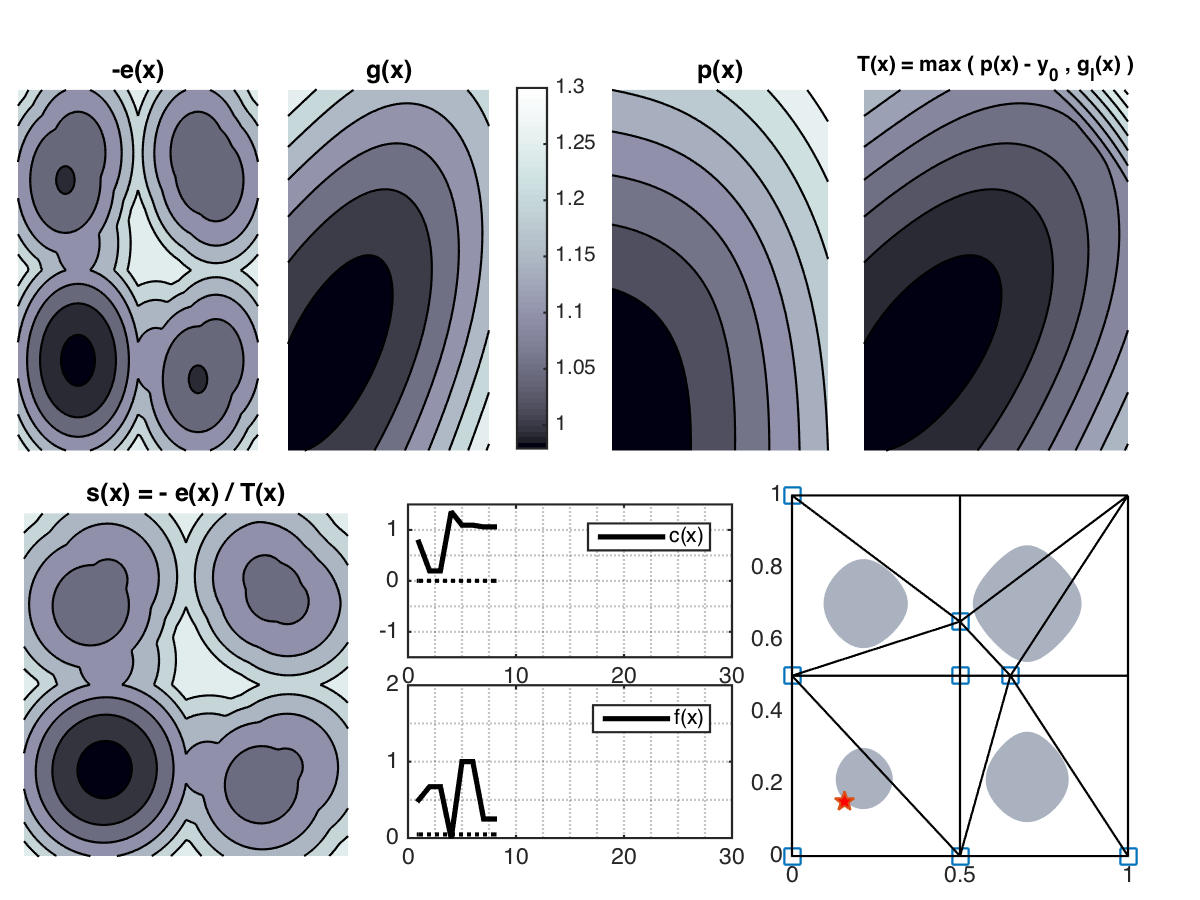 -e(x)
g(x)
p(x)
T(x) = max ( p(x) - y0 , gl(x) )
1.3
1.25
1.2
1.15
1.1
1.05
1
s(x) = - e(x) / T(x)
1
0
-1
c(x)
0 10 20 30
2
1
0
f(x)
0 10 20 30
1
0.8
0.6
0.4
0.2
0
0 0.5 1